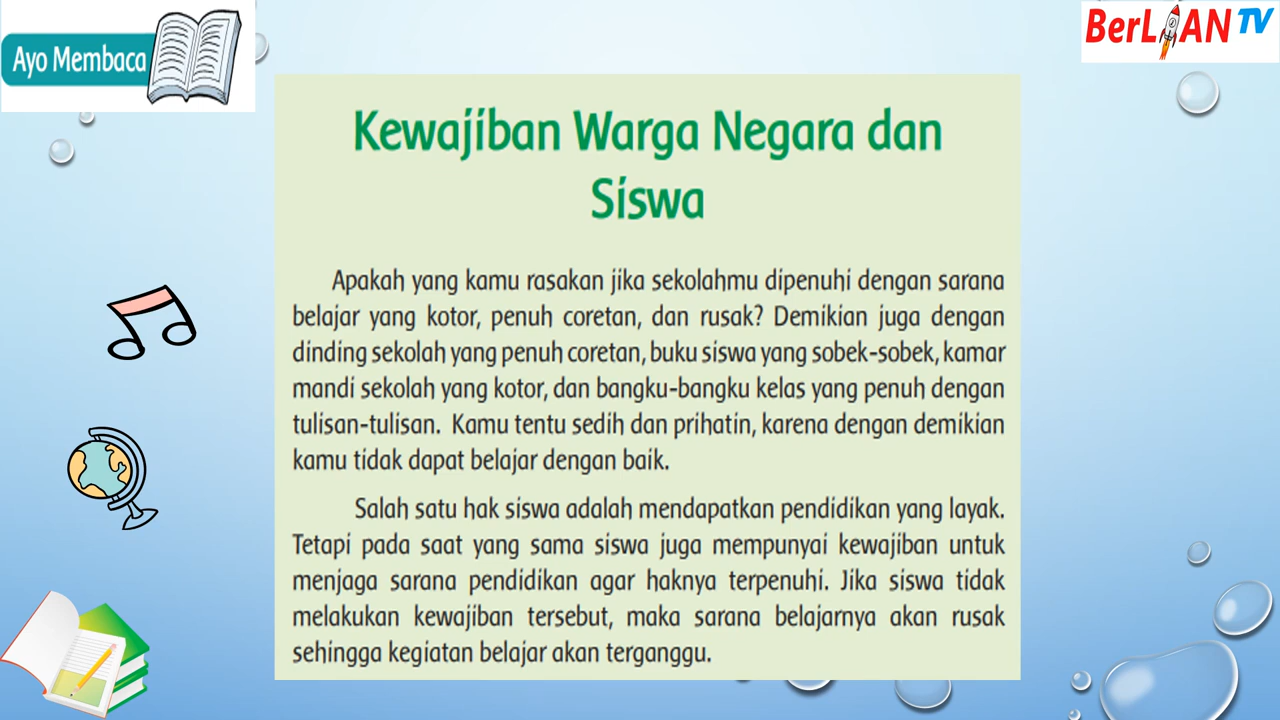 Ayo Membaca
BerLIAN TV
Kewajiban Warga Negara dan
Siswa
Apakah yang kamu rasakan jika sekolahmu dipenuhi dengan sarana
belajar yang kotor, penuh coretan, dan rusak? Demikian juga dengan
dinding sekolah yang penuh coretan, buku siswa yang sobek-sobek, kamar
mandi sekolah yang kotor, dan bangku-bangku kelas yang penuh dengan
tulisan-tulisan. Kamu tentu sedih dan prihatin, karena dengan demikian
kamu tidak dapat belajar dengan baik.
Salah satu hak siswa adalah mendapatkan pendidikan yang layak.
Tetapi pada saat yang sama siswa juga mempunyai kewajiban untuk
menjaga sarana pendidikan agar haknya terpenuhi. Jika siswa tidak
melakukan kewajiban tersebut, maka sarana belajarnya akan rusak
sehingga kegiatan belajar akan terganggu.